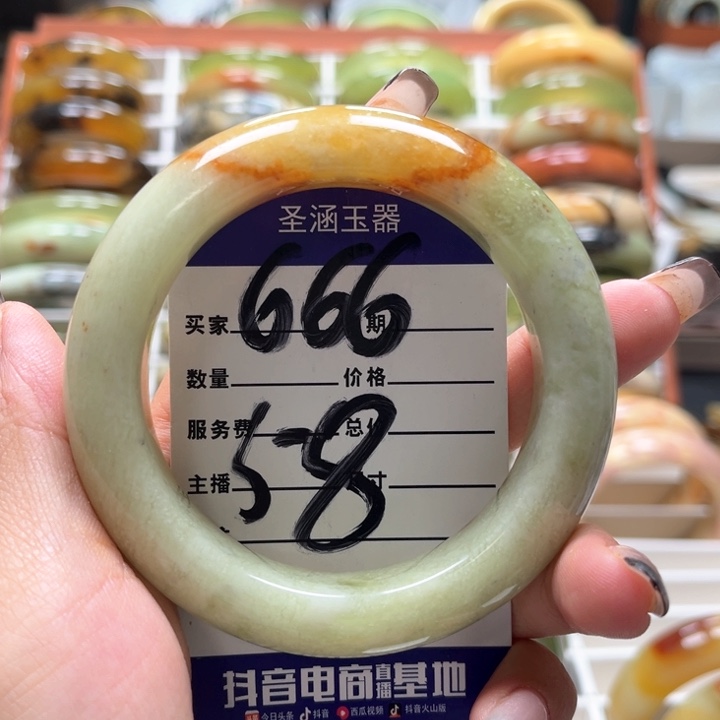 圣涵玉器
666
买家 期
数量 价格
服务费 总
58
主播 寸
抖音电商直播基地
今日头条 抖音 西瓜视频 抖音火山版